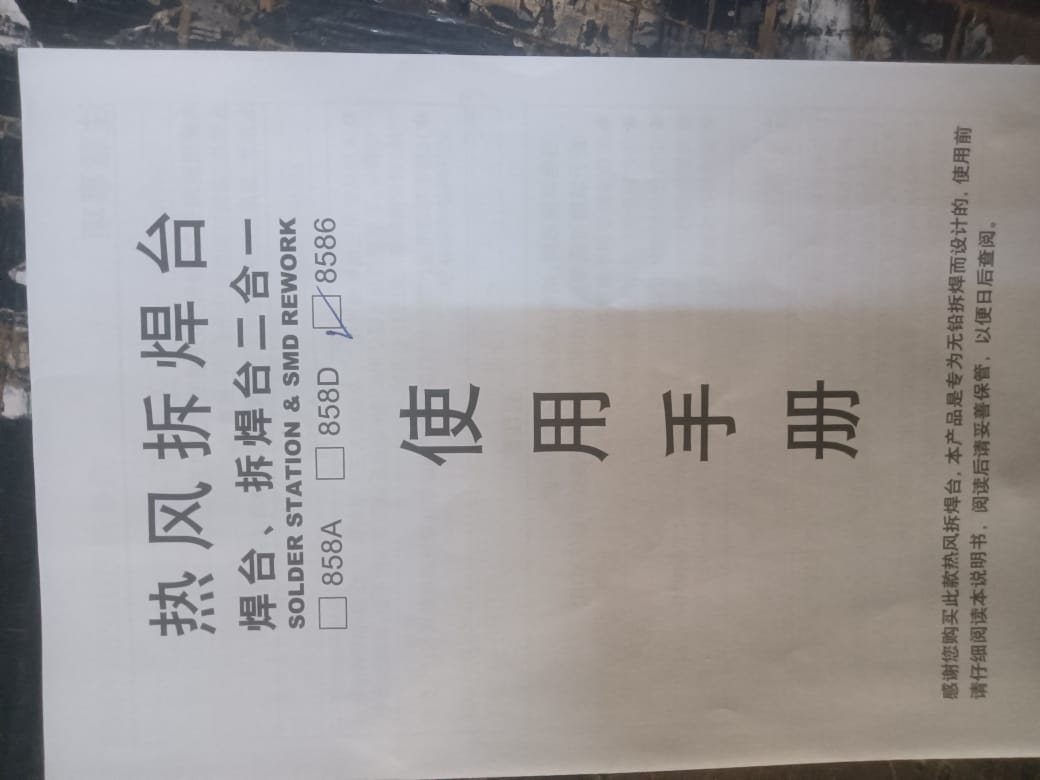 热风拆焊台
焊台、拆焊台二合一
SOLDER STATION & SMD REWORK
□ 858A □ 858D ☑ 8586
使
用
手
册
感谢您购买此款热风拆焊台，本产品是专为无铅拆焊而设计的，使用前
请仔细阅读本说明书，阅读后请妥善保管，以便日后查阅。